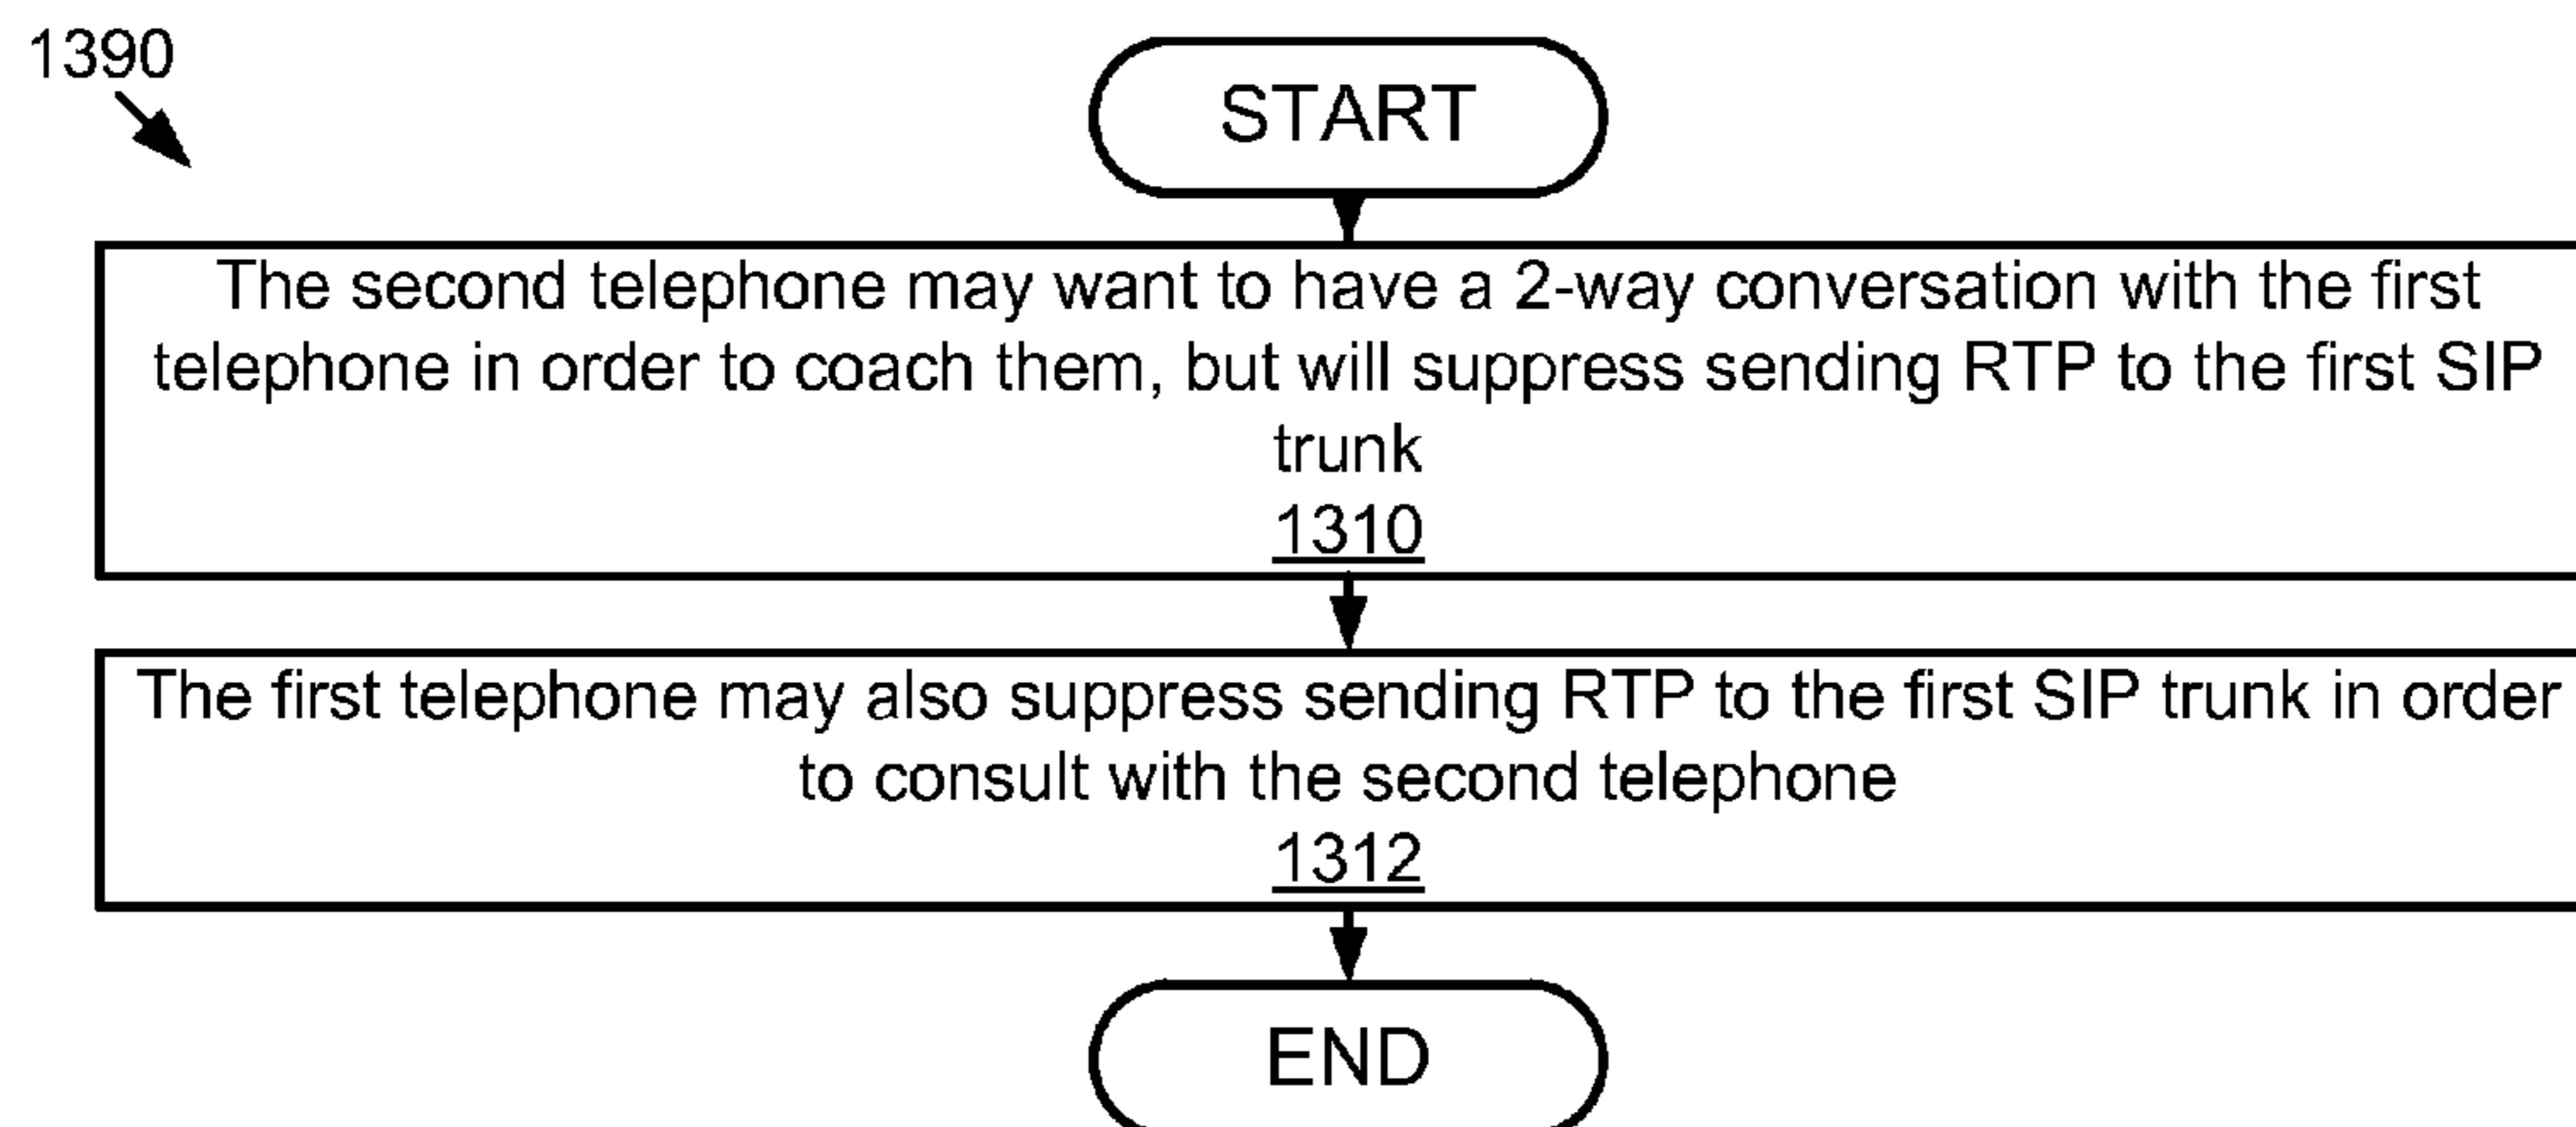 1390
START
The second telephone may want to have a 2-way conversation with the first
telephone in order to coach them, but will suppress sending RTP to the first SIP
trunk
1310
The first telephone may also suppress sending RTP to the first SIP trunk in order
to consult with the second telephone
1312
END